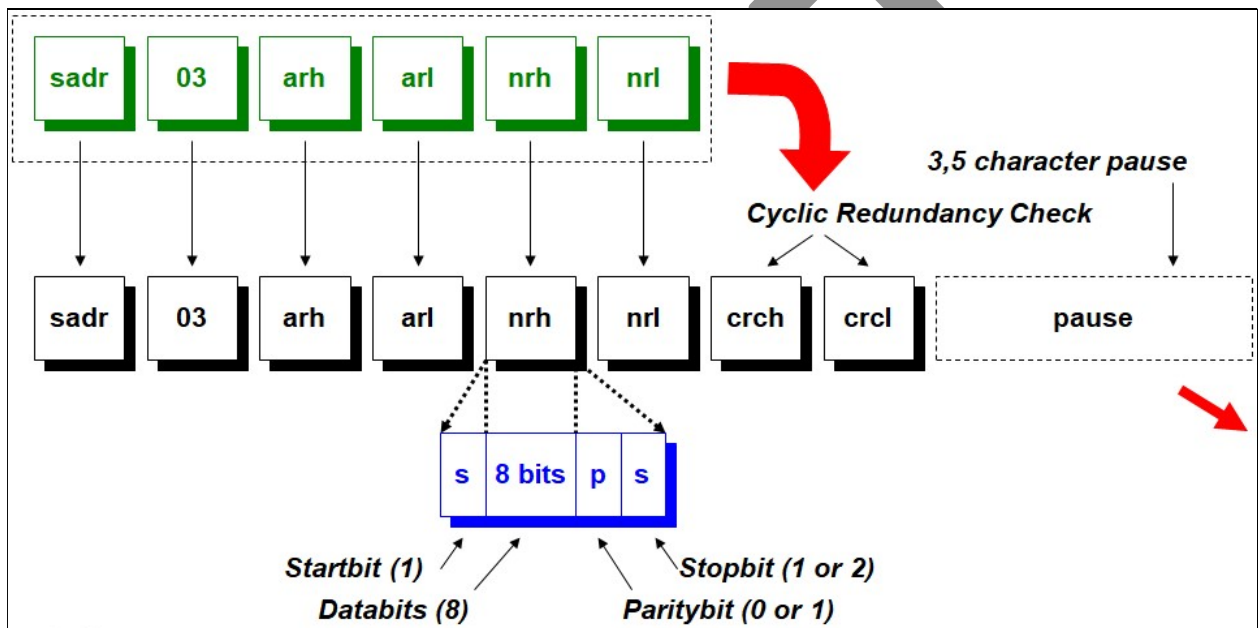 sadr 03 arh arl nrh nrl
3,5 character pause
Cyclic Redundancy Check
sadr 03 arh arl nrh nrl crch crcl pause
s 8 bits p s
Startbit (1) Stopbit (1 or 2)
Databits (8) Paritybit (0 or 1)